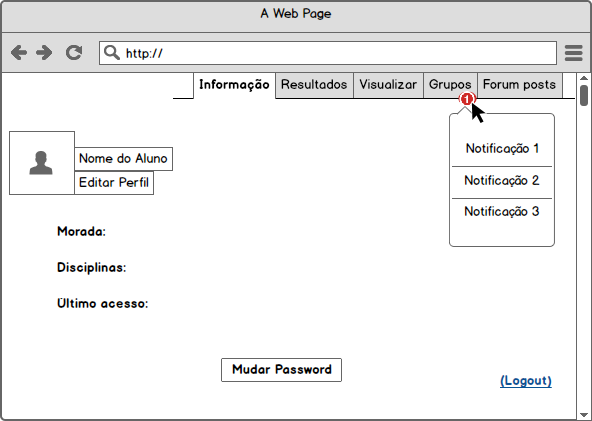 A Web Page
http://
Informação Resultados Visualizar Grupos Forum posts
1
Nome do Aluno
Editar Perfil
Notificação 1
Notificação 2
Notificação 3
Morada:
Disciplinas:
Último acesso:
Mudar Password
(Logout)